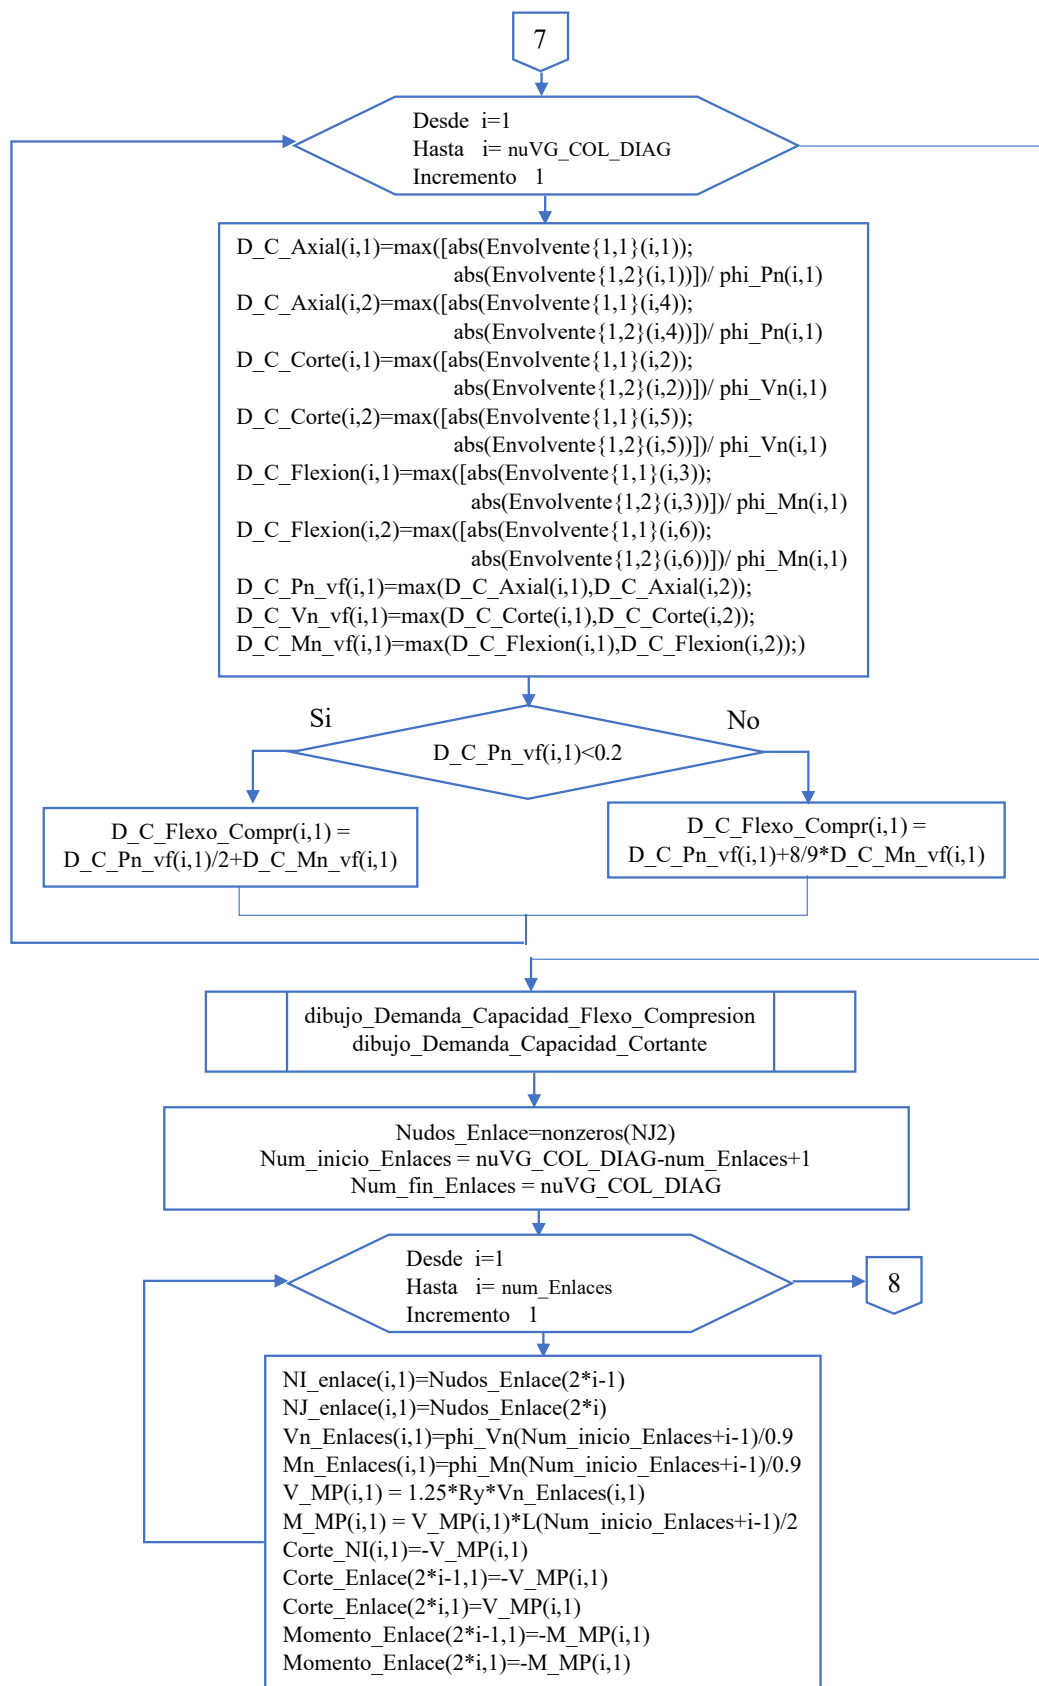 7
Desde i=1
Hasta i= nuVG_COL_DIAG
Incremento 1
D_C_Axial(i,1)=max([abs(Envolvente{1,1}(i,1));
abs(Envolvente{1,2}(i,1))])/ phi_Pn(i,1)
D_C_Axial(i,2)=max([abs(Envolvente{1,1}(i,4));
abs(Envolvente{1,2}(i,4))])/ phi_Pn(i,1)
D_C_Corte(i,1)=max([abs(Envolvente{1,1}(i,2));
abs(Envolvente{1,2}(i,2))])/ phi_Vn(i,1)
D_C_Corte(i,2)=max([abs(Envolvente{1,1}(i,5));
abs(Envolvente{1,2}(i,5))])/ phi_Vn(i,1)
D_C_Flexion(i,1)=max([abs(Envolvente{1,1}(i,3));
abs(Envolvente{1,2}(i,3))])/ phi_Mn(i,1)
D_C_Flexion(i,2)=max([abs(Envolvente{1,1}(i,6));
abs(Envolvente{1,2}(i,6))])/ phi_Mn(i,1)
D_C_Pn_vf(i,1)=max(D_C_Axial(i,1),D_C_Axial(i,2));
D_C_Vn_vf(i,1)=max(D_C_Corte(i,1),D_C_Corte(i,2));
D_C_Mn_vf(i,1)=max(D_C_Flexion(i,1),D_C_Flexion(i,2));)
Si
No
D_C_Pn_vf(i,1)<0.2
D_C_Flexo_Compr(i,1) =
D_C_Pn_vf(i,1)/2+D_C_Mn_vf(i,1)
D_C_Flexo_Compr(i,1) =
D_C_Pn_vf(i,1)+8/9*D_C_Mn_vf(i,1)
dibujo_Demanda_Capacidad_Flexo_Compresion
dibujo_Demanda_Capacidad_Cortante
Nudos_Enlace=nonzeros(NJ2)
Num_inicio_Enlaces = nuVG_COL_DIAG-num_Enlaces+1
Num_fin_Enlaces = nuVG_COL_DIAG
Desde i=1
Hasta i= num_Enlaces
Incremento 1
8
NI_enlace(i,1)=Nudos_Enlace(2*i-1)
NJ_enlace(i,1)=Nudos_Enlace(2*i)
Vn_Enlaces(i,1)=phi_Vn(Num_inicio_Enlaces+i-1)/0.9
Mn_Enlaces(i,1)=phi_Mn(Num_inicio_Enlaces+i-1)/0.9
V_MP(i,1) = 1.25*Ry*Vn_Enlaces(i,1)
M_MP(i,1) = V_MP(i,1)*L(Num_inicio_Enlaces+i-1)/2
Corte_NI(i,1)=-V_MP(i,1)
Corte_Enlace(2*i-1,1)=-V_MP(i,1)
Corte_Enlace(2*i,1)=V_MP(i,1)
Momento_Enlace(2*i-1,1)=-M_MP(i,1)
Momento_Enlace(2*i,1)=-M_MP(i,1)